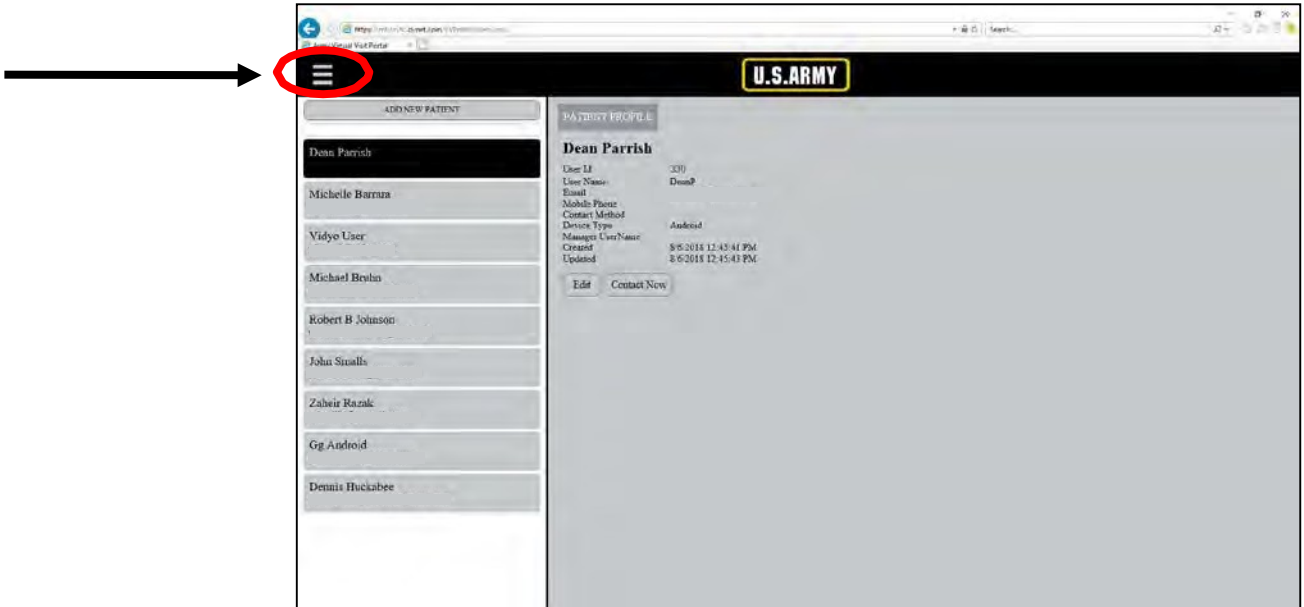 https://
Search...
Virtual Visit Portal
U.S.ARMY
ADD NEW PATIENT
Dean Parrish
Michelle Barraza
Vidyo User
Michael Bruhn
Robert B Johnson
John Smalls
Zaheir Razak
Gg Android
Dennis Huckabee
PATIENT PROFILE
Dean Parrish
User Id 330
User Name DeanP
Email
Mobile Phone
Contact Method
Device Type Android
Manager UserName
Created 8/6/2018 12:45:41 PM
Updated 8/6/2018 12:45:43 PM
Edit Contact Now